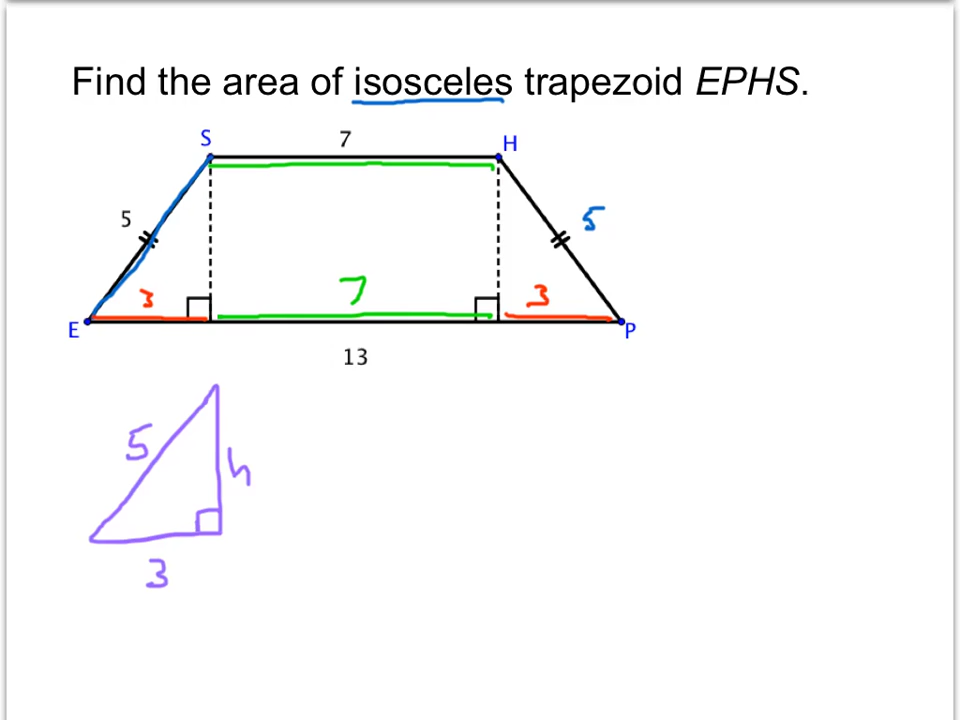 Find the area of isosceles trapezoid EPHS.
S 7 H
5 5
3 7 3
E P
13
5 h
3